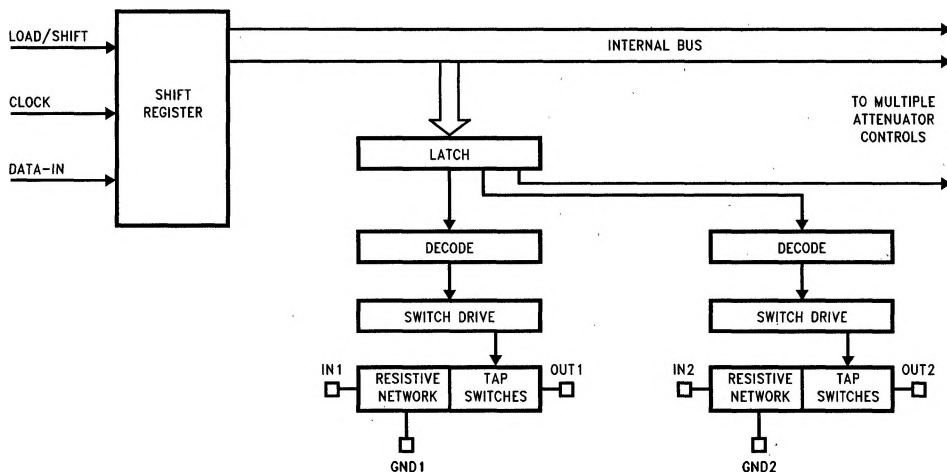 LOAD/SHIFT
CLOCK
DATA-IN
SHIFT
REGISTER
INTERNAL BUS
TO MULTIPLE
ATTENUATOR
CONTROLS
LATCH
DECODE
DECODE
SWITCH DRIVE
SWITCH DRIVE
IN1
RESISTIVE
NETWORK
TAP
SWITCHES
OUT1
GND1
IN2
RESISTIVE
NETWORK
TAP
SWITCHES
OUT2
GND2